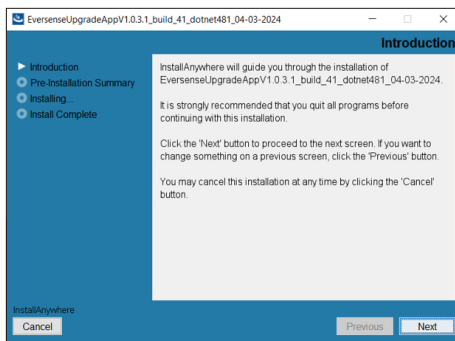 EversenseUpgradeAppV1.0.3.1_build_41_dotnet481_04-03-2024
Introduction
Introduction
Pre-Installation Summary
Installing...
Install Complete
InstallAnywhere will guide you through the installation of
EversenseUpgradeAppV1.0.3.1_build_41_dotnet481_04-03-2024.
It is strongly recommended that you quit all programs before
continuing with this installation.
Click the 'Next' button to proceed to the next screen. If you want to
change something on a previous screen, click the 'Previous' button.
You may cancel this installation at any time by clicking the 'Cancel'
button.
InstallAnywhere
Cancel
Previous
Next